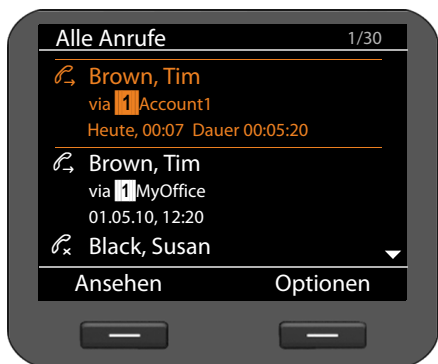 Alle Anrufe 1/30
Brown, Tim
via 1 Account1
Heute, 00:07 Dauer 00:05:20
Brown, Tim
via 1 MyOffice
01.05.10, 12:20
Black, Susan
Ansehen Optionen